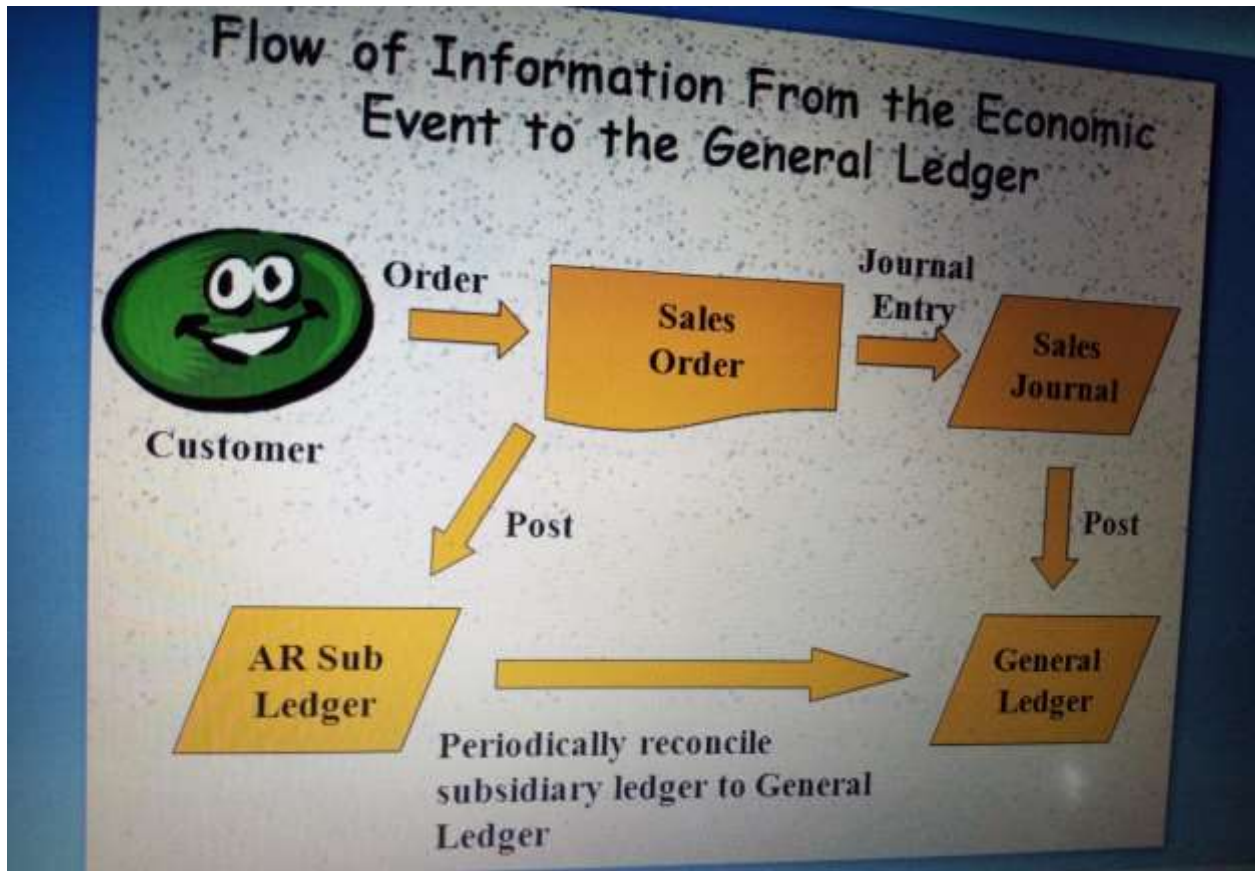 Flow of Information From the Economic
Event to the General Ledger
Order
Sales
Order
Journal
Entry
Sales
Journal
Customer
Post
Post
AR Sub
Ledger
General
Ledger
Periodically reconcile
subsidiary ledger to General
Ledger